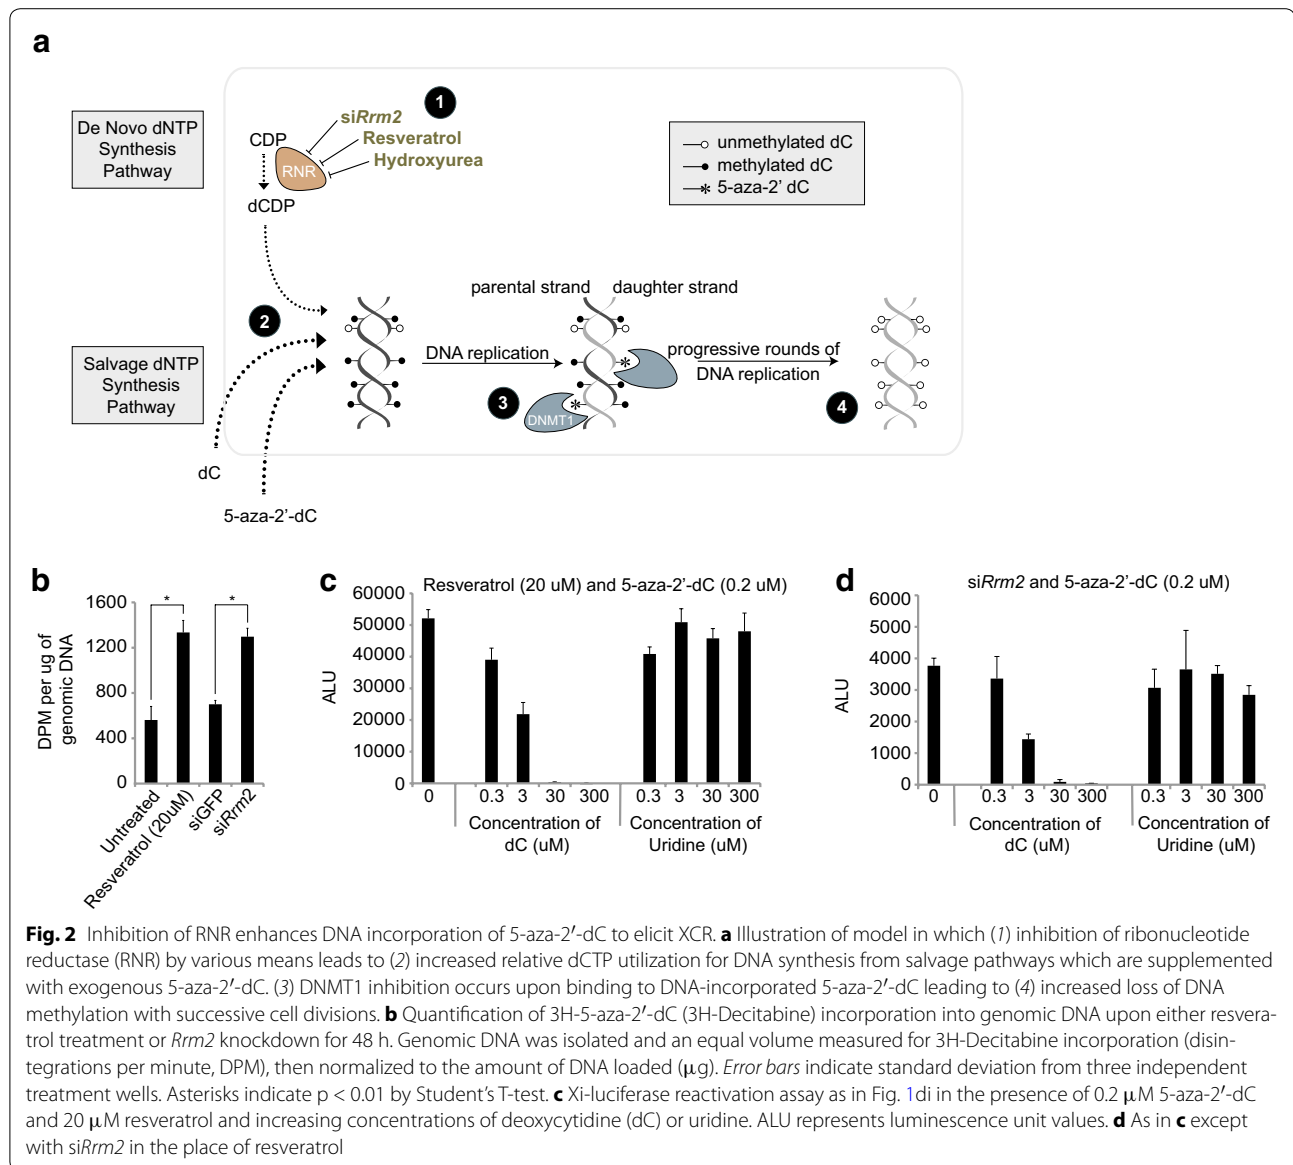 a
De Novo dNTP
Synthesis
Pathway
1
siRrm2
Resveratrol
Hydroxyurea
CDP
RNR
dCDP
unmethylated dC
methylated dC
5-aza-2' dC
Salvage dNTP
Synthesis
Pathway
2
dC
5-aza-2'-dC
DNA replication
parental strand
daughter strand
3
DNMT1
progressive rounds of
DNA replication
4
b
DPM per ug of
genomic DNA
1600
1200
800
400
0
*
*
Untreated
Resveratrol (20uM)
siGFP
siRrm2
c
Resveratrol (20 uM) and 5-aza-2'-dC (0.2 uM)
ALU
60000
50000
40000
30000
20000
10000
0
0 0.3 3 30 300 0.3 3 30 300
Concentration of
dC (uM)
Concentration of
Uridine (uM)
d
siRrm2 and 5-aza-2'-dC (0.2 uM)
ALU
6000
5000
4000
3000
2000
1000
0
0 0.3 3 30 300 0.3 3 30 300
Concentration of
dC (uM)
Concentration of
Uridine (uM)
Fig. 2 Inhibition of RNR enhances DNA incorporation of 5-aza-2′-dC to elicit XCR. a Illustration of model in which (1) inhibition of ribonucleotide
reductase (RNR) by various means leads to (2) increased relative dCTP utilization for DNA synthesis from salvage pathways which are supplemented
with exogenous 5-aza-2′-dC. (3) DNMT1 inhibition occurs upon binding to DNA-incorporated 5-aza-2′-dC leading to (4) increased loss of DNA
methylation with successive cell divisions. b Quantification of 3H-5-aza-2′-dC (3H-Decitabine) incorporation into genomic DNA upon either resvera-
trol treatment or Rrm2 knockdown for 48 h. Genomic DNA was isolated and an equal volume measured for 3H-Decitabine incorporation (disin-
tegrations per minute, DPM), then normalized to the amount of DNA loaded (μg). Error bars indicate standard deviation from three independent
treatment wells. Asterisks indicate p < 0.01 by Student's T-test. c Xi-luciferase reactivation assay as in Fig. 1di in the presence of 0.2 μM 5-aza-2′-dC
and 20 μM resveratrol and increasing concentrations of deoxycytidine (dC) or uridine. ALU represents luminescence unit values. d As in c except
with siRrm2 in the place of resveratrol